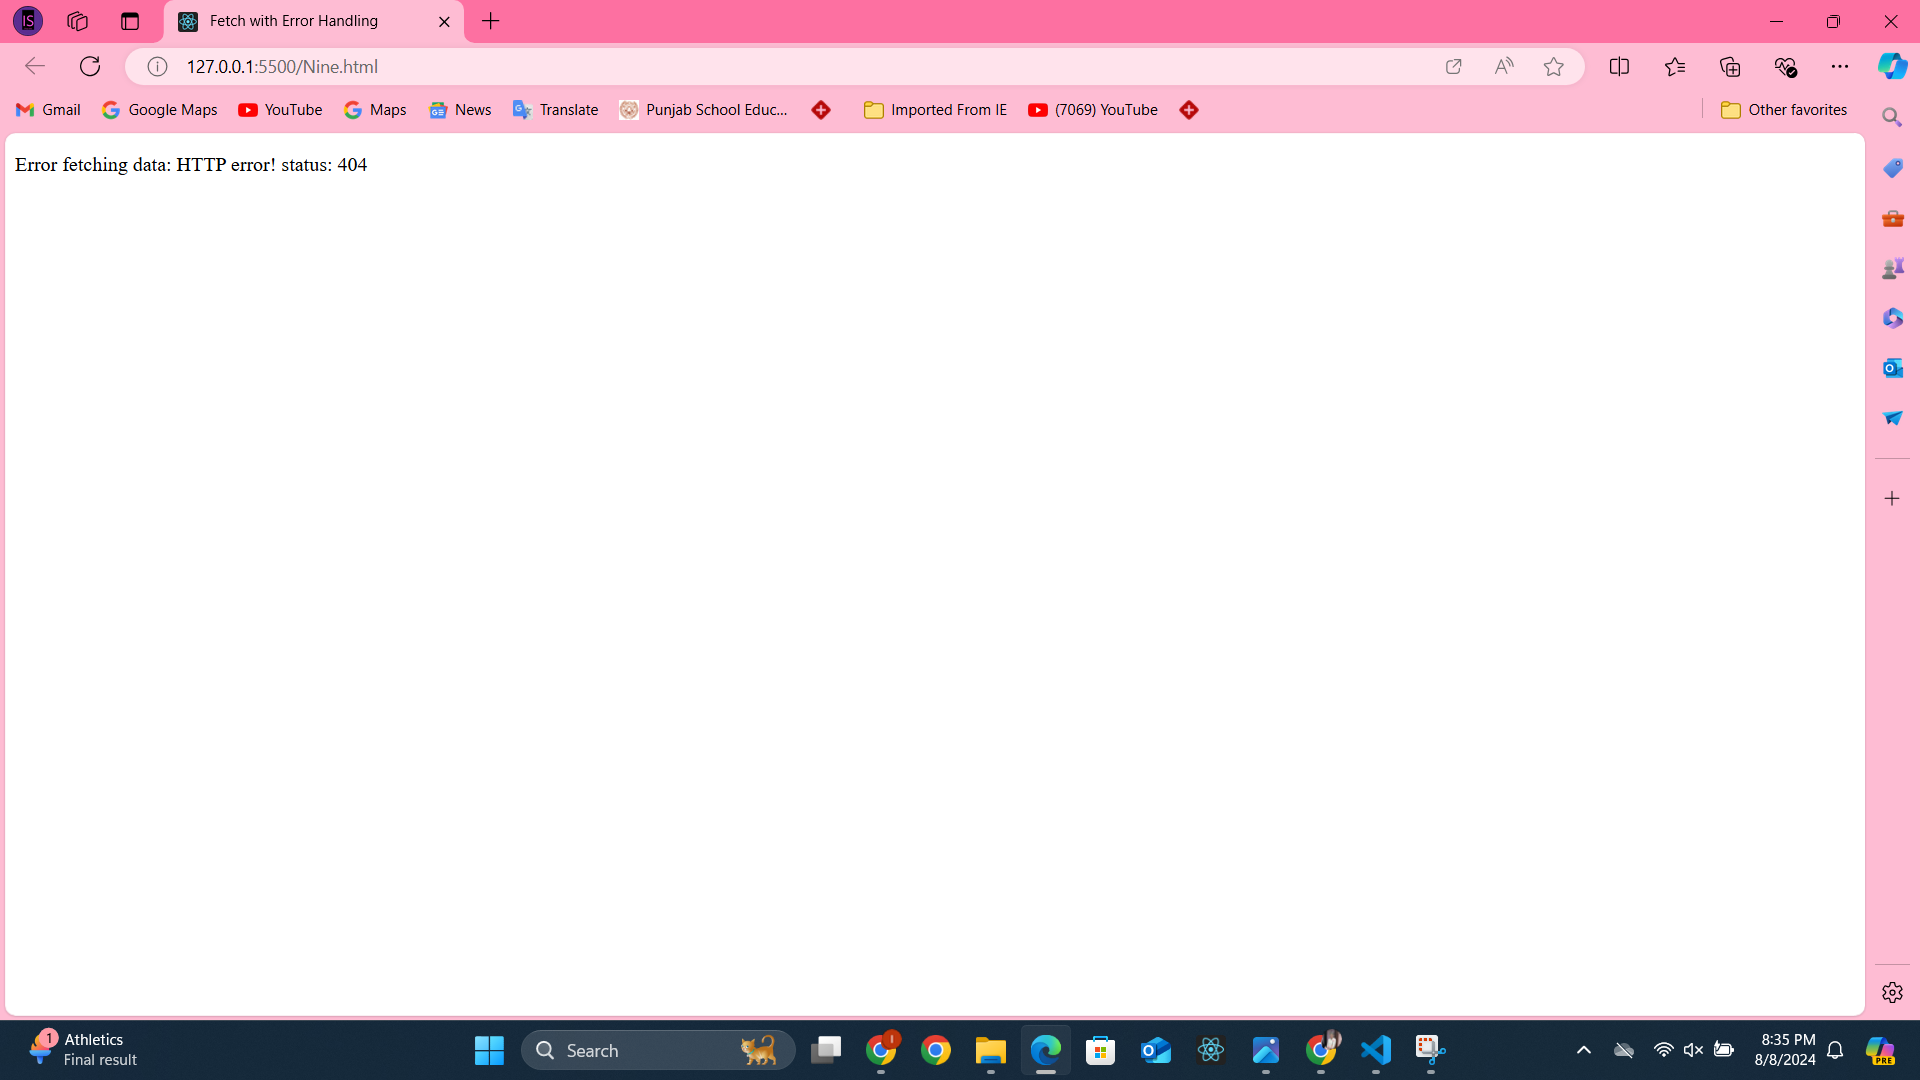 IS
Fetch with Error Handling
127.0.0.1:5500/Nine.html
Gmail
Google Maps
YouTube
Maps
News
Translate
Punjab School Educ...
Imported From IE
(7069) YouTube
Other favorites
Error fetching data: HTTP error! status: 404
1
Athletics
Final result
Search
8:35 PM
8/8/2024
PRE